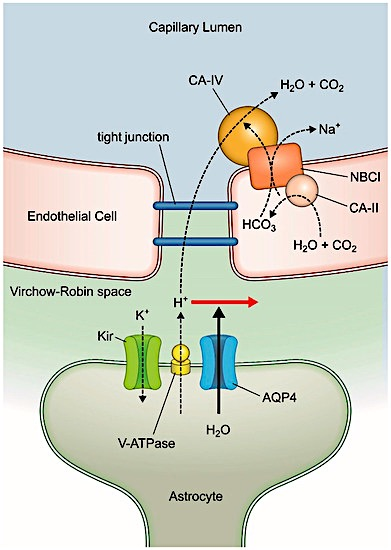 Capillary Lumen
CA-IV
H₂O + CO₂
tight junction
Na⁺
NBCI
CA-II
Endothelial Cell
HCO₃⁻
H₂O + CO₂
Virchow-Robin space
H⁺
K⁺
Kir
AQP4
V-ATPase
H₂O
Astrocyte